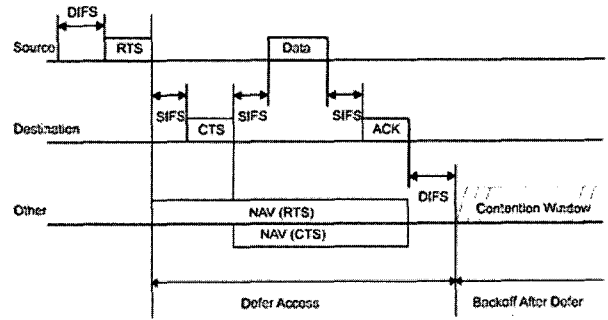 DIFS
Source
RTS
Data
SIFS
SIFS
SIFS
Destination
CTS
ACK
DIFS
Other
NAV (RTS)
Contention Window
NAV (CTS)
Defer Access
Backoff After Defer